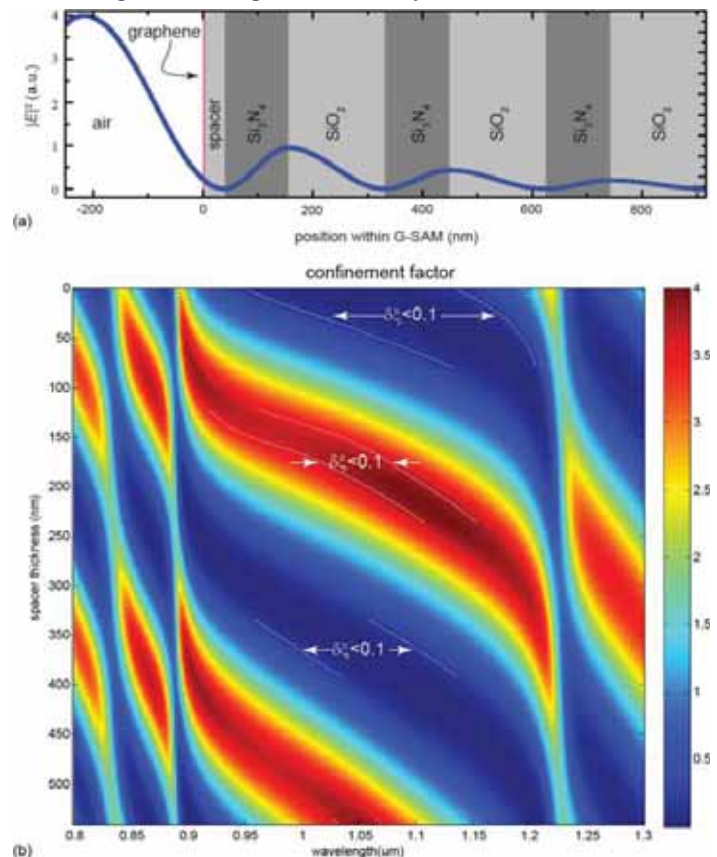 |E|² (a.u.)
4
3
2
1
0
graphene
air
spacer
Si₃N₄
SiO₂
Si₃N₄
SiO₂
Si₃N₄
SiO₂
-200
0
200
400
600
800
(a)
position within G-SAM (nm)
confinement factor
spacer thickness (nm)
0
50
100
150
200
250
300
350
400
450
500
<0.1
<0.1
<0.1
4
3.5
3
2.5
2
1.5
1
0.5
0.8
0.85
0.9
0.95
1
1.05
1.1
1.15
1.2
1.25
1.3
(b)
wavelength(um)